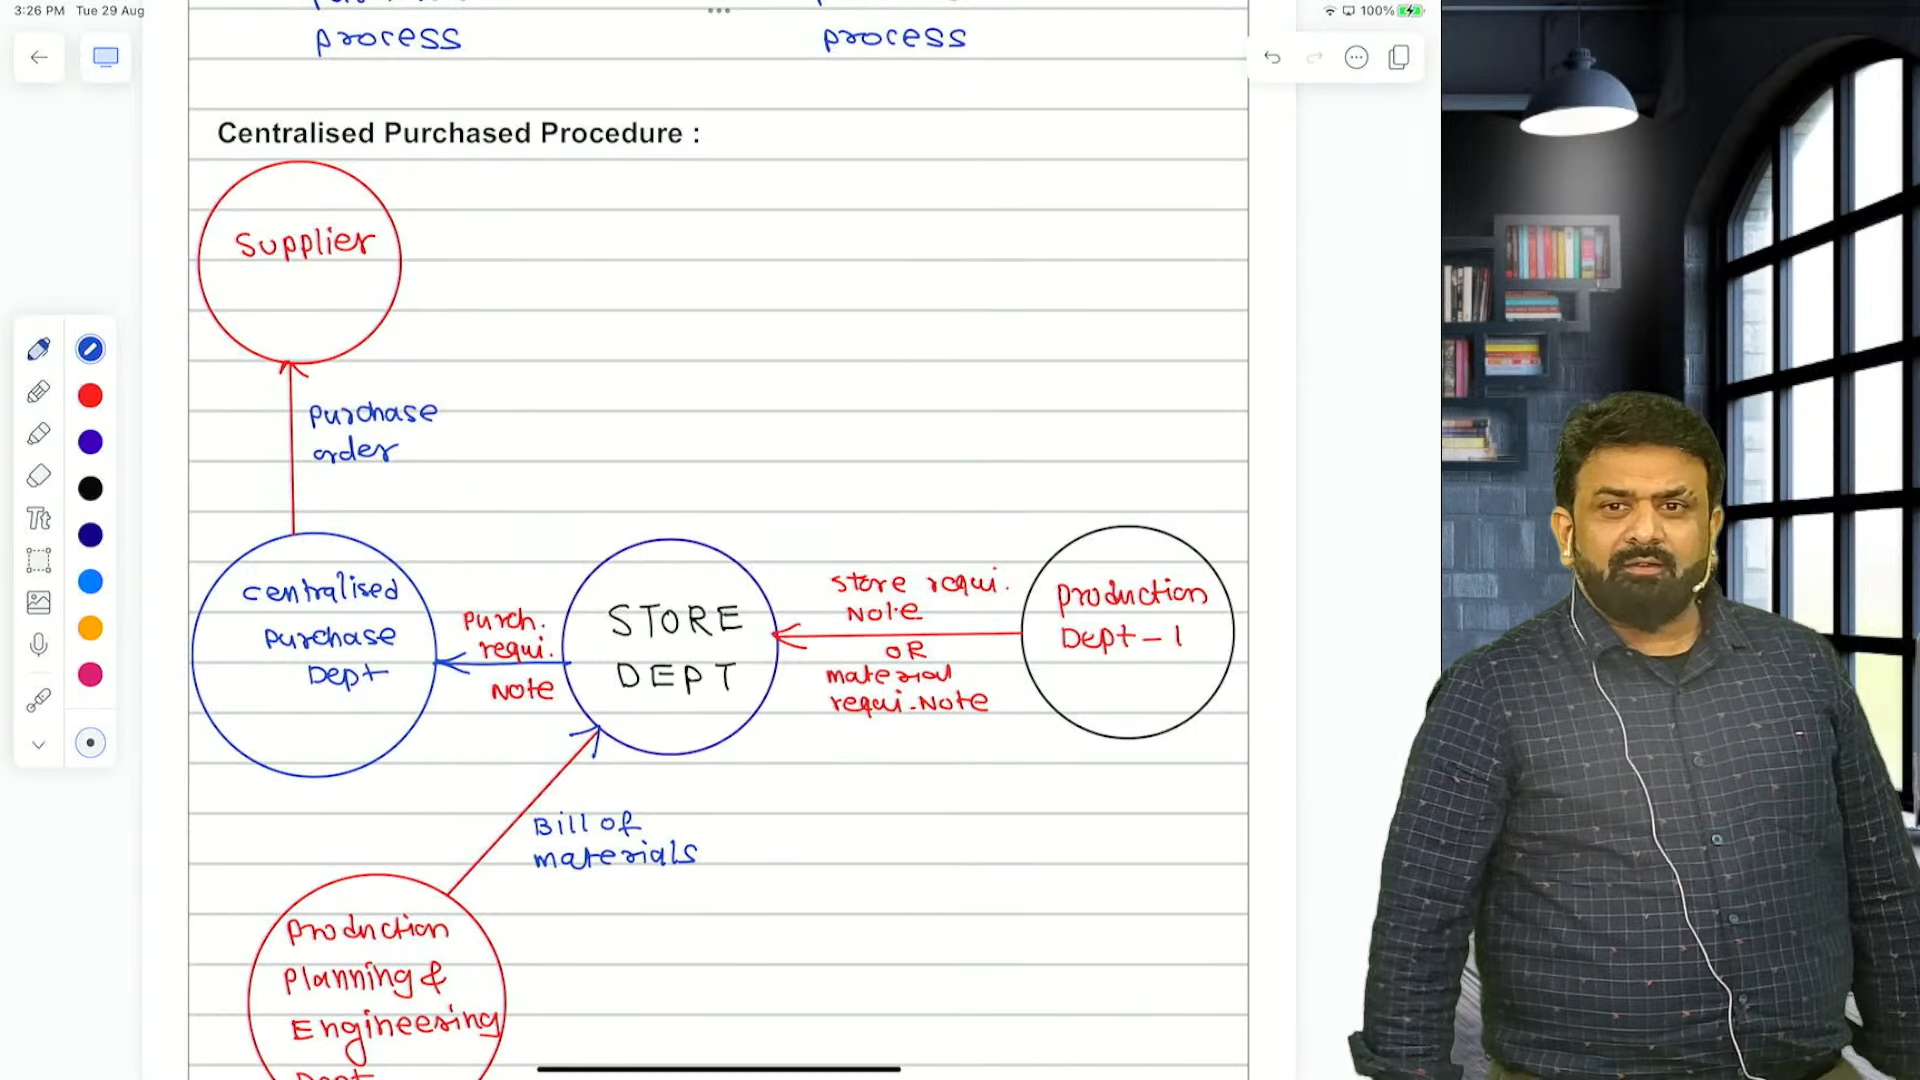 3:26 PM Tue 29 Aug
100%
process
process
Centralised Purchased Procedure :
Supplier
Purchase
order
centralised
Purchase
Dept
Purch.
requi.
Note
STORE
DEPT
Store requi.
Note
OR
material
requi. Note
Production
Dept - 1
Bill of
materials
Production
Planning &
Engineering
Dept
Tt